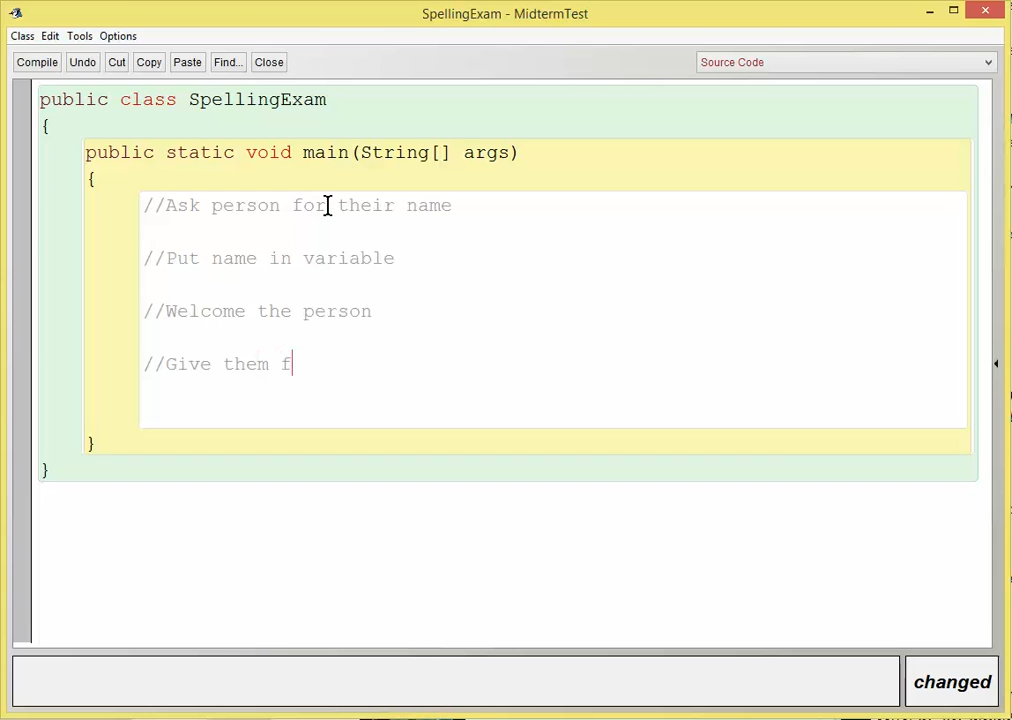 SpellingExam - MidtermTest
Class Edit Tools Options
Compile Undo Cut Copy Paste Find... Close Source Code
public class SpellingExam
{
public static void main(String[] args)
{
//Ask person for their name
//Put name in variable
//Welcome the person
//Give them f
}
}
changed